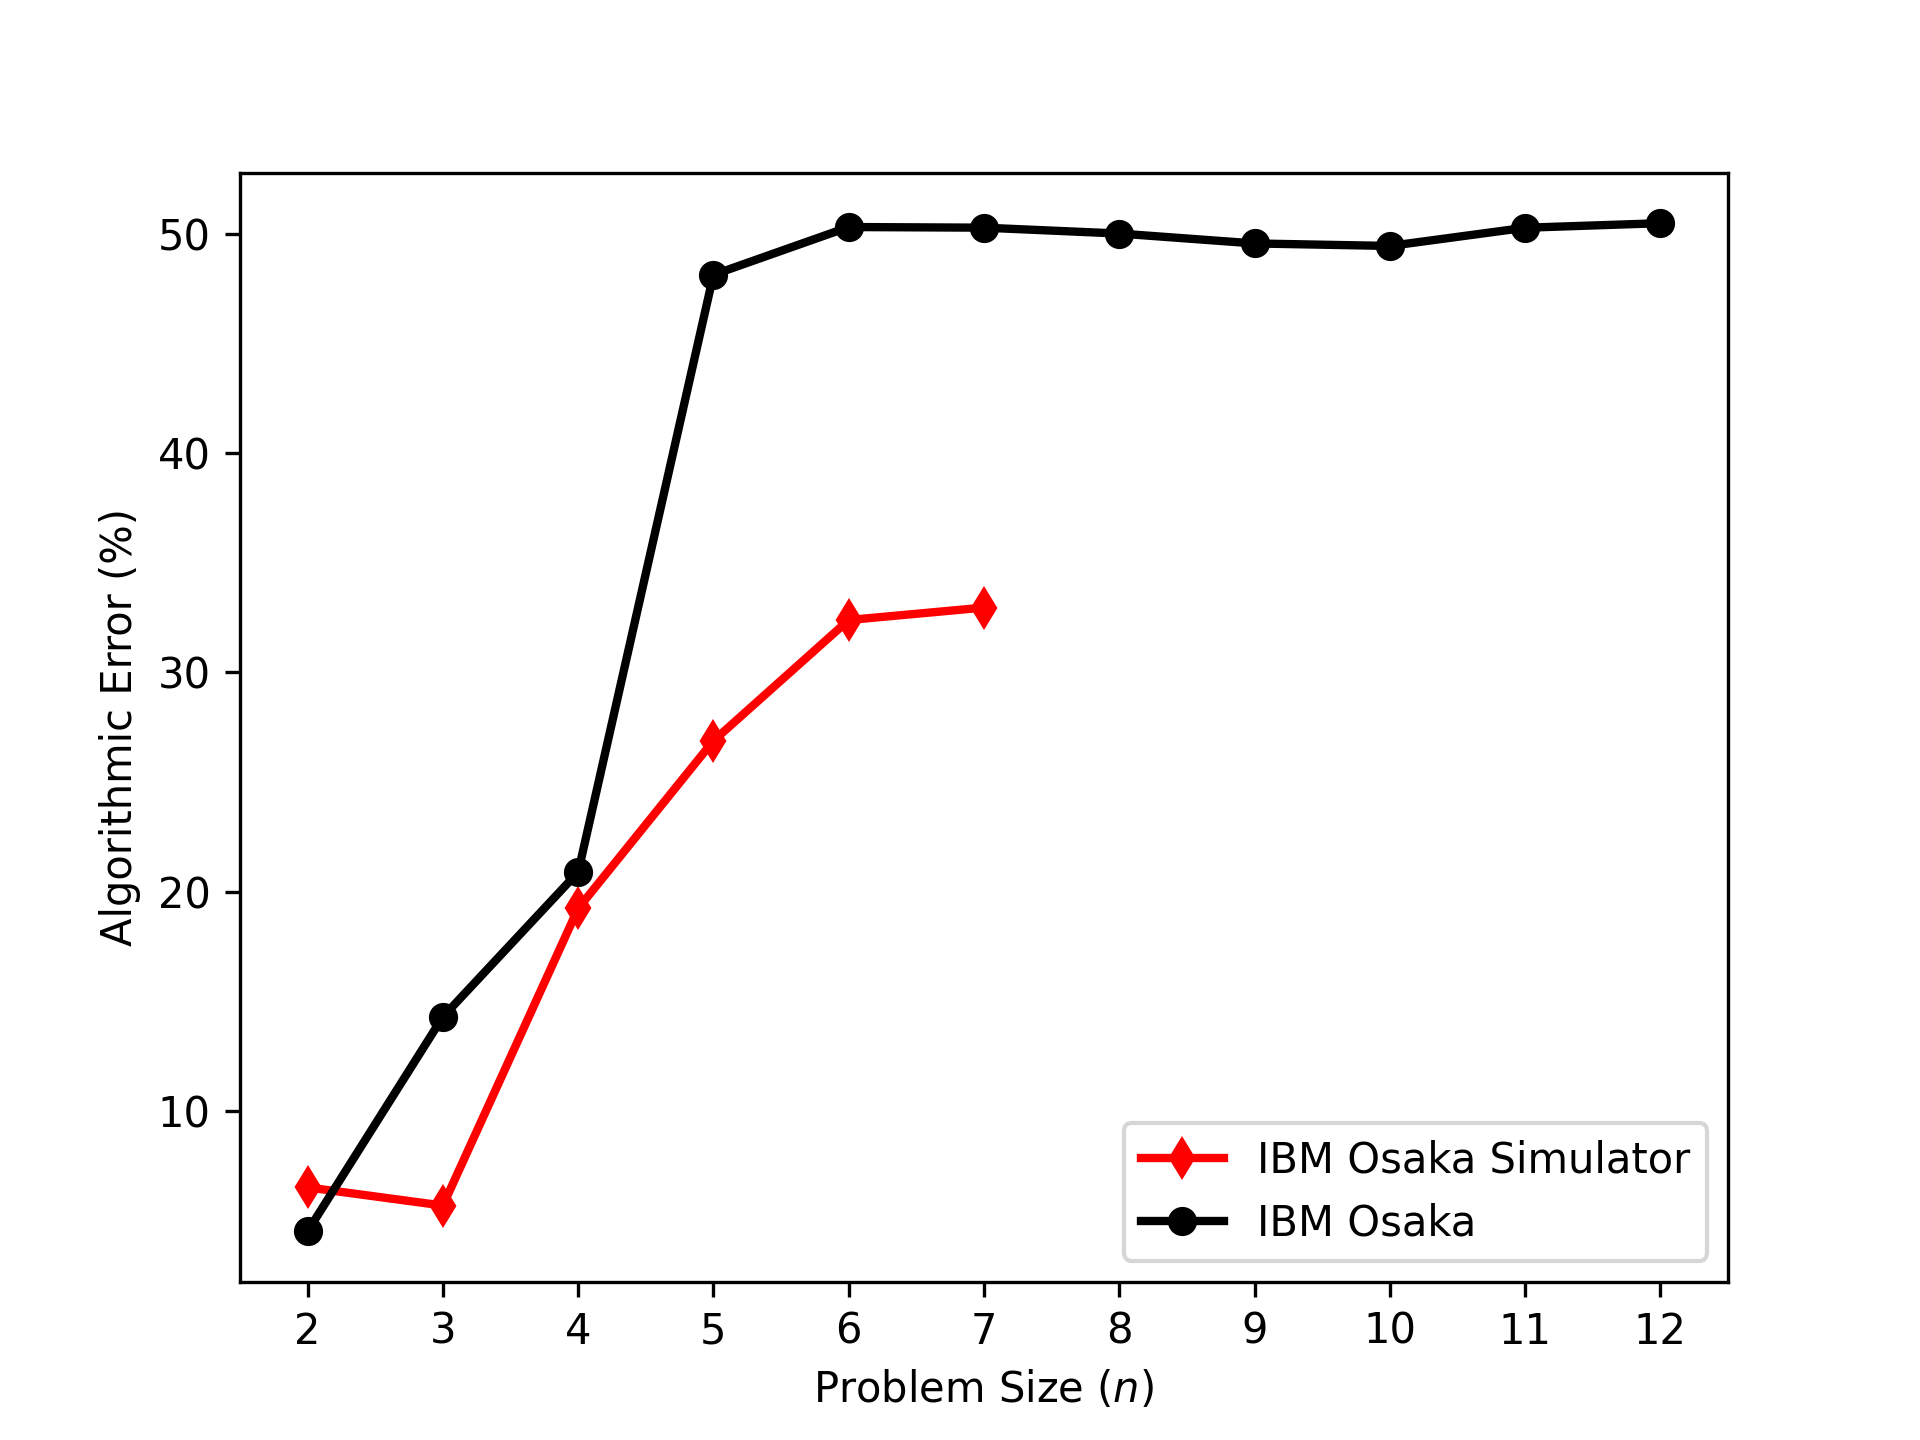 50
40
30
20
10
Algorithmic Error (%)
2 3 4 5 6 7 8 9 10 11 12
Problem Size (n)
IBM Osaka Simulator
IBM Osaka